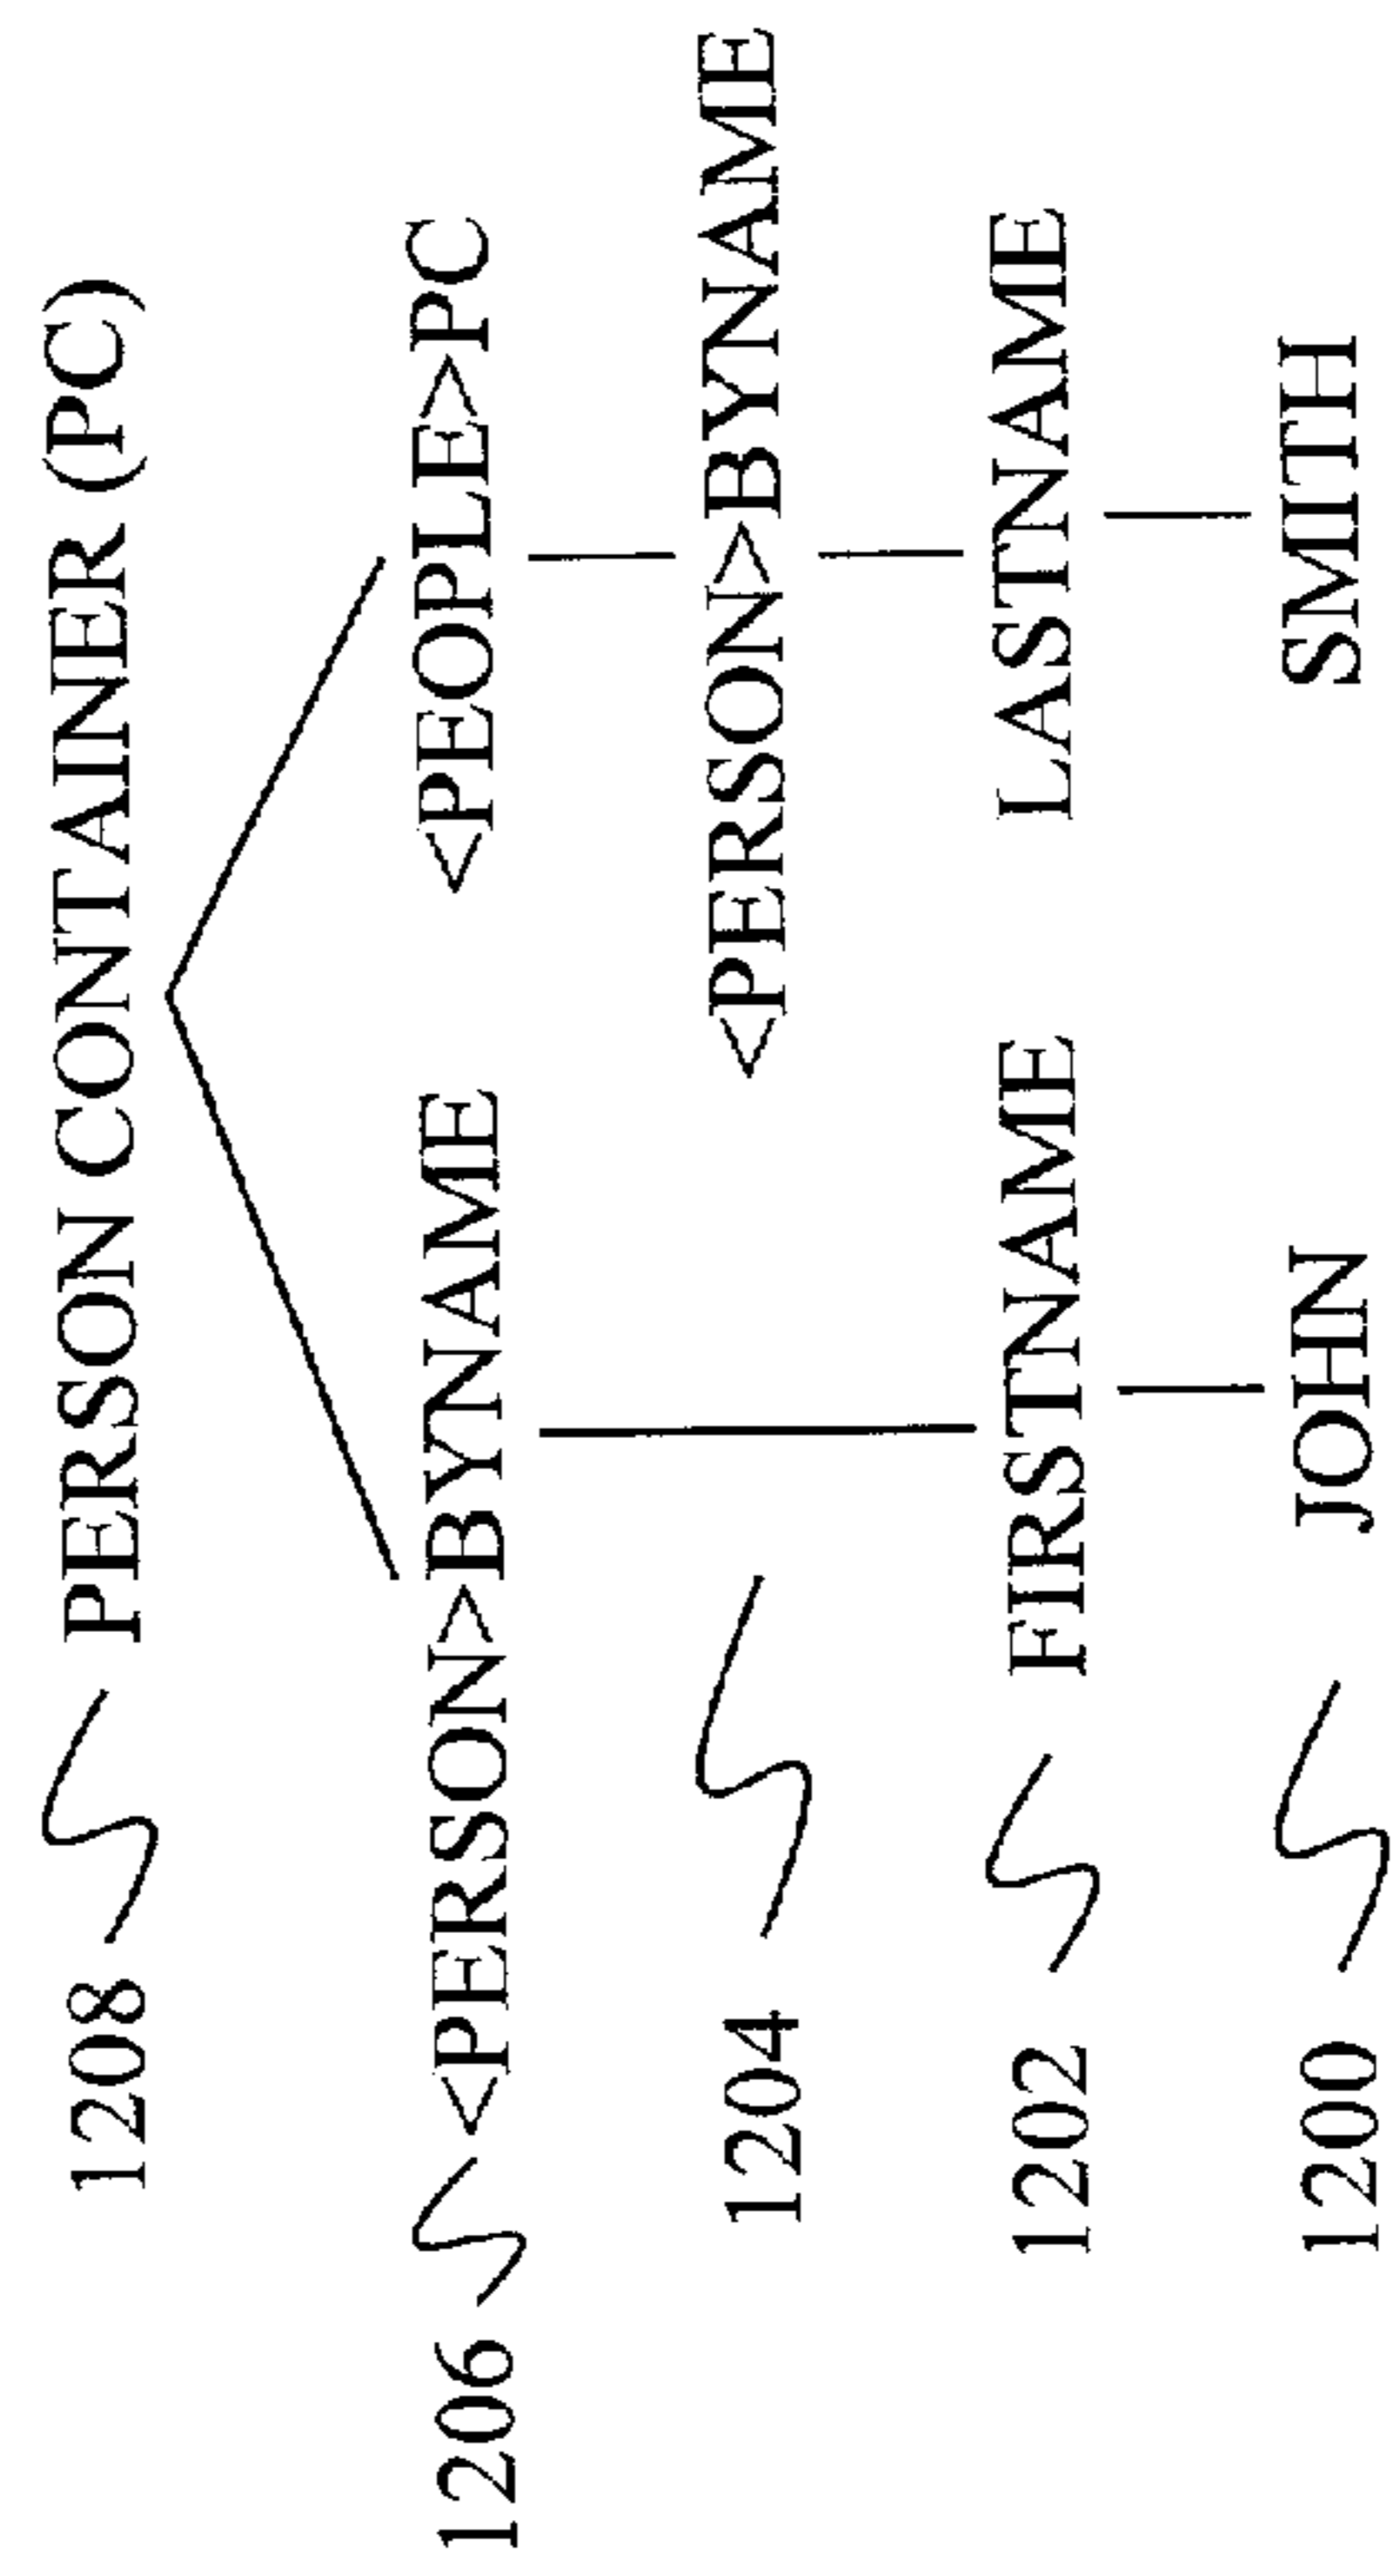 1208 PERSON CONTAINER (PC)
1206 <PERSON>BYNAME <PEOPLE>PC
1204 <PERSON>BYNAME
1202 FIRSTNAME LASTNAME
1200 JOHN SMITH